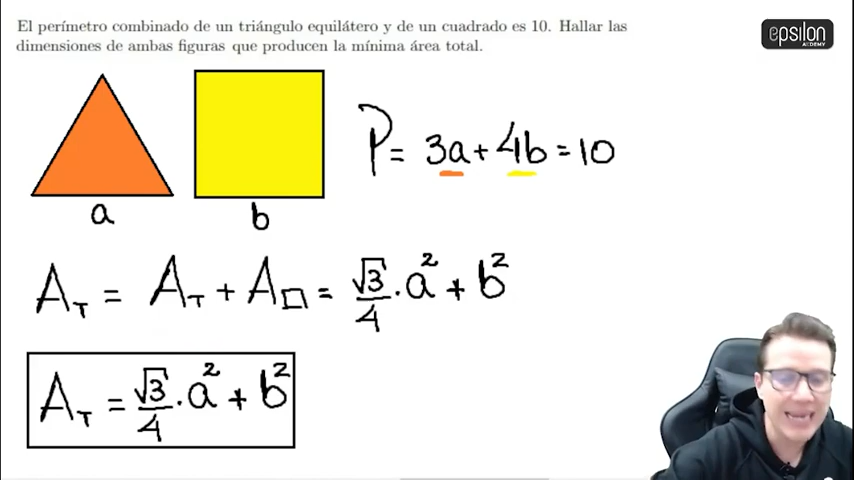 El perímetro combinado de un triángulo equilátero y de un cuadrado es 10. Hallar las
dimensiones de ambas figuras que producen la mínima área total.
epsilon
ACADEMY
P = 3a + 4b = 10
a
b
A_T = A_T + A_□ = √3/4 · a² + b²
A_T = √3/4 · a² + b²